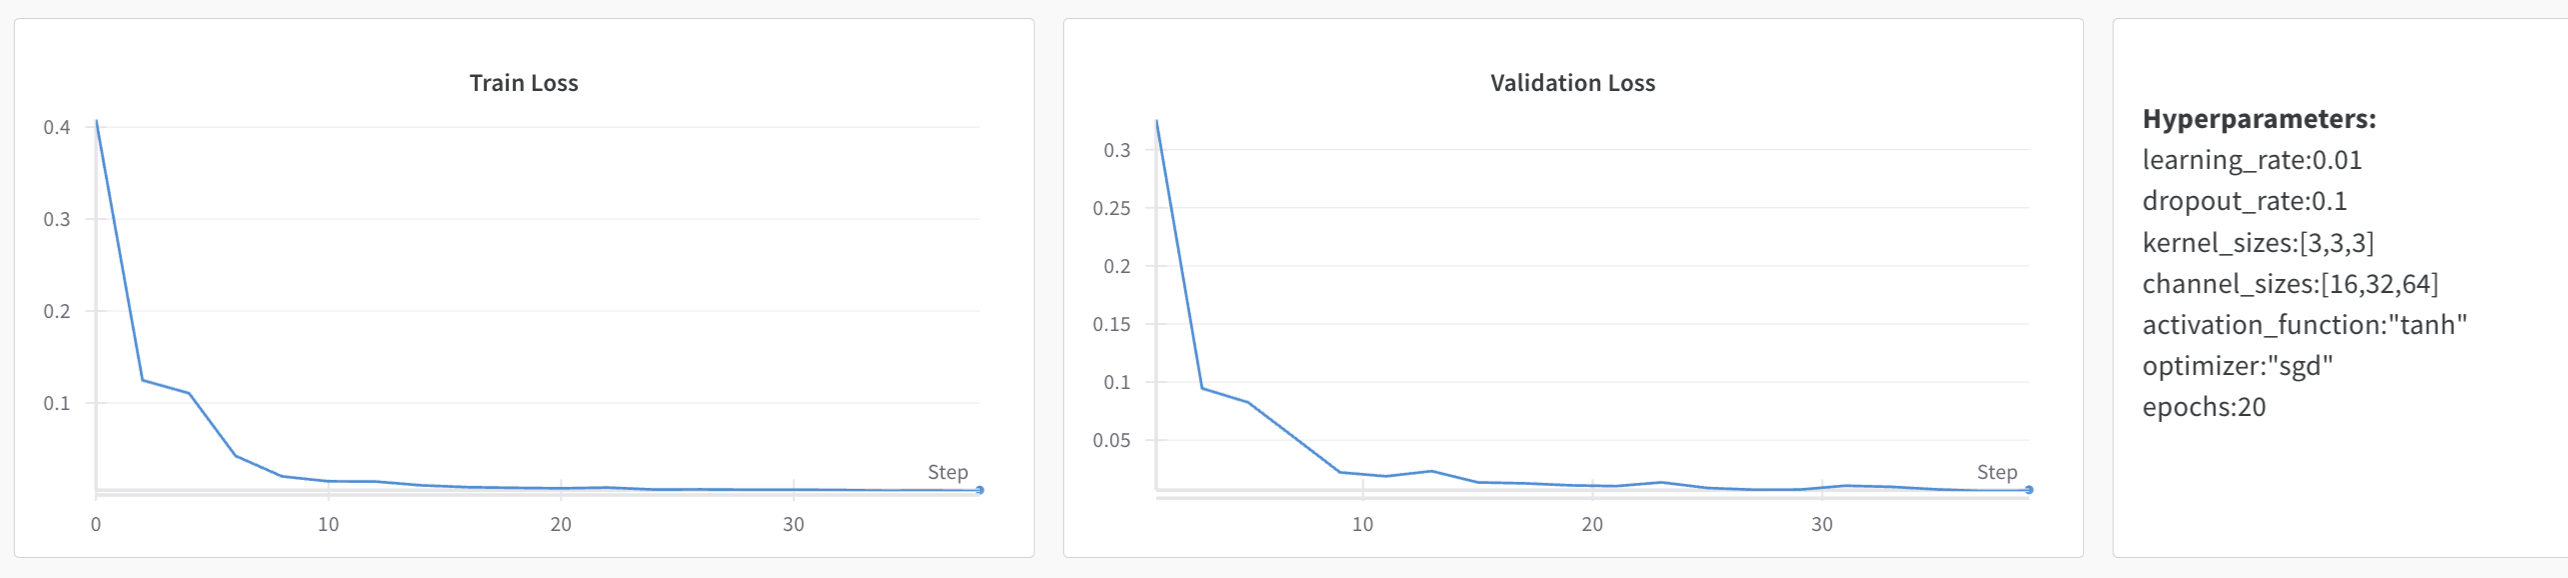 Train Loss
0.4
0.3
0.2
0.1
Step
0 10 20 30
Validation Loss
0.3
0.25
0.2
0.15
0.1
0.05
Step
10 20 30
Hyperparameters:
learning_rate:0.01
dropout_rate:0.1
kernel_sizes:[3,3,3]
channel_sizes:[16,32,64]
activation_function:"tanh"
optimizer:"sgd"
epochs:20